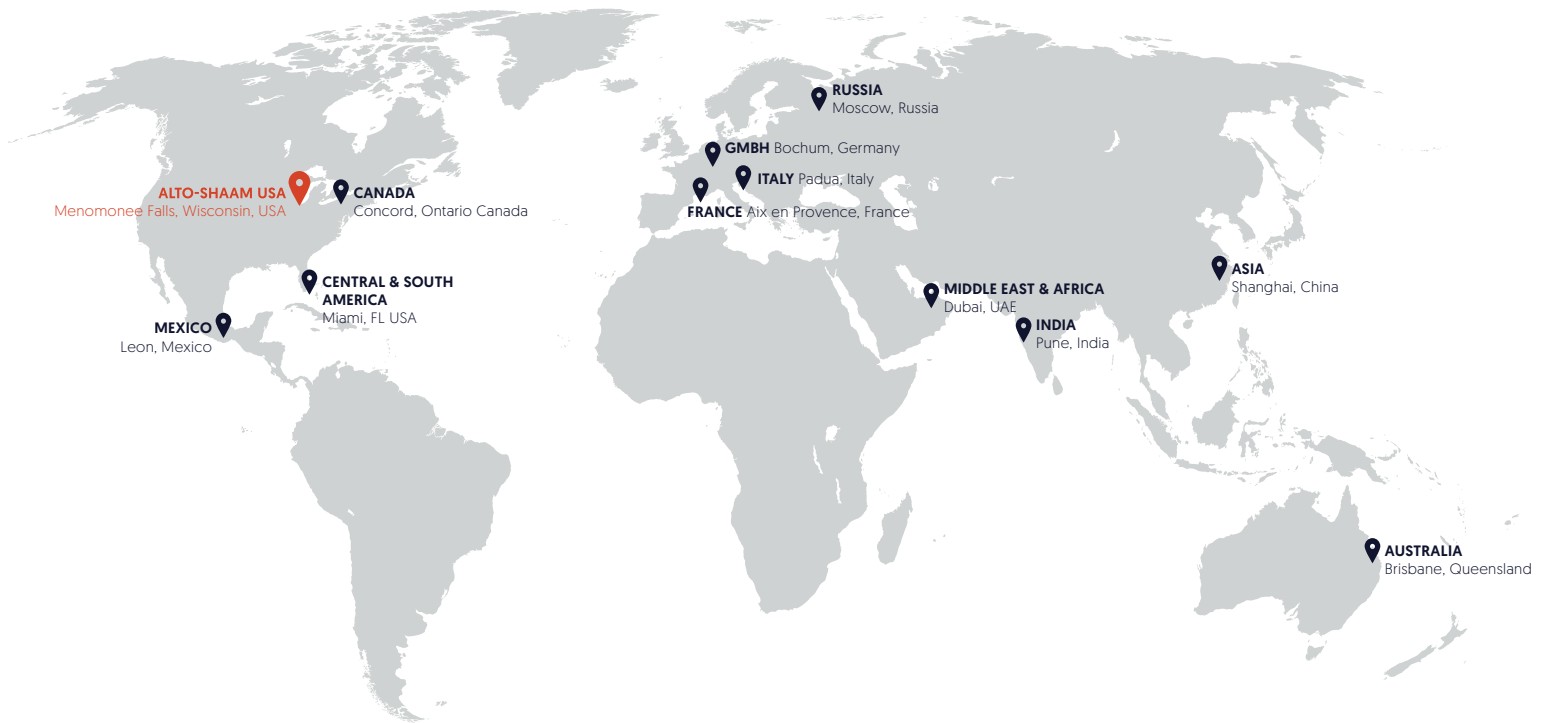 RUSSIA
Moscow, Russia
GMBH Bochum, Germany
ITALY Padua, Italy
ALTO-SHAAM USA
Menomonee Falls, Wisconsin, USA
CANADA
Concord, Ontario Canada
FRANCE Aix en Provence, France
ASIA
Shanghai, China
CENTRAL & SOUTH
AMERICA
Miami, FL USA
MIDDLE EAST & AFRICA
Dubai, UAE
MEXICO
Leon, Mexico
INDIA
Pune, India
AUSTRALIA
Brisbane, Queensland